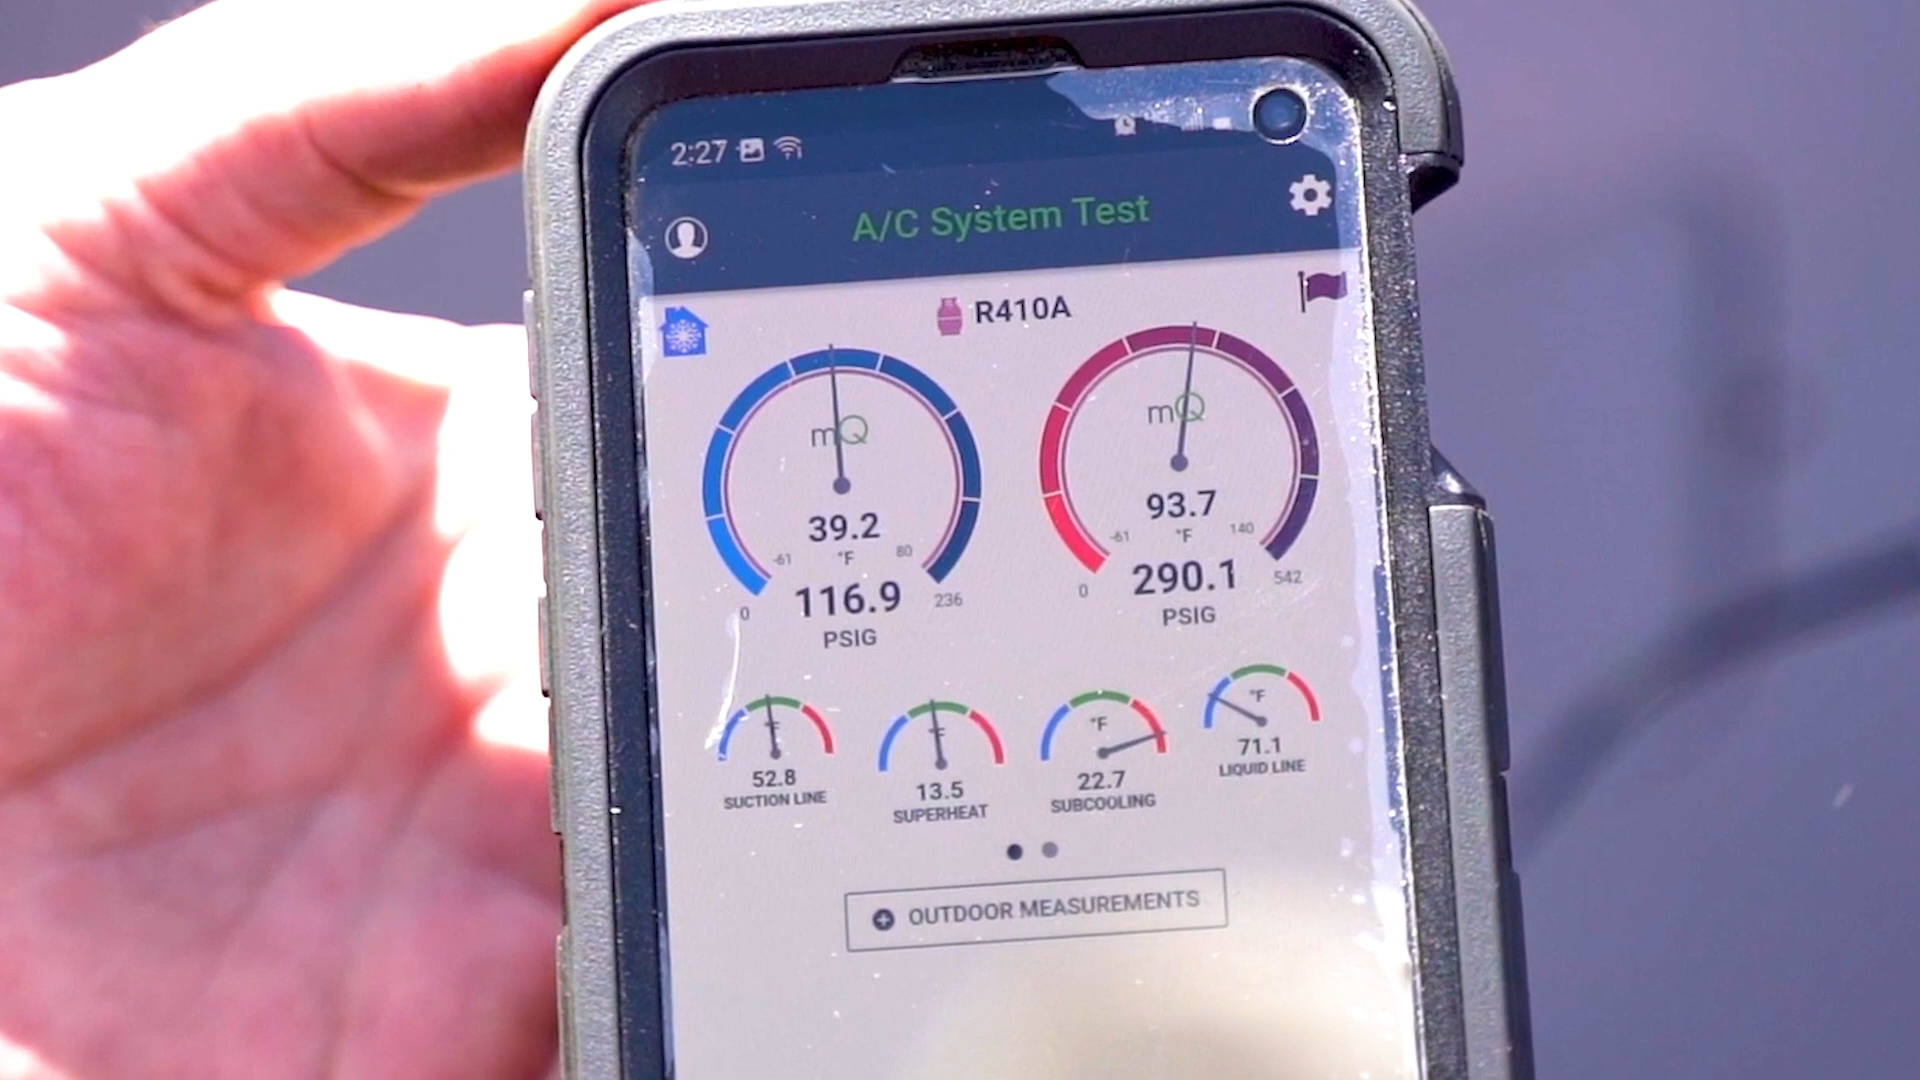 2:27
A/C System Test
R410A
mQ
39.2
-61 °F 80
116.9
0 236
PSIG
mQ
93.7
-61 °F 140
290.1
0 542
PSIG
°F
52.8
SUCTION LINE
°F
13.5
SUPERHEAT
°F
22.7
SUBCOOLING
°F
71.1
LIQUID LINE
OUTDOOR MEASUREMENTS